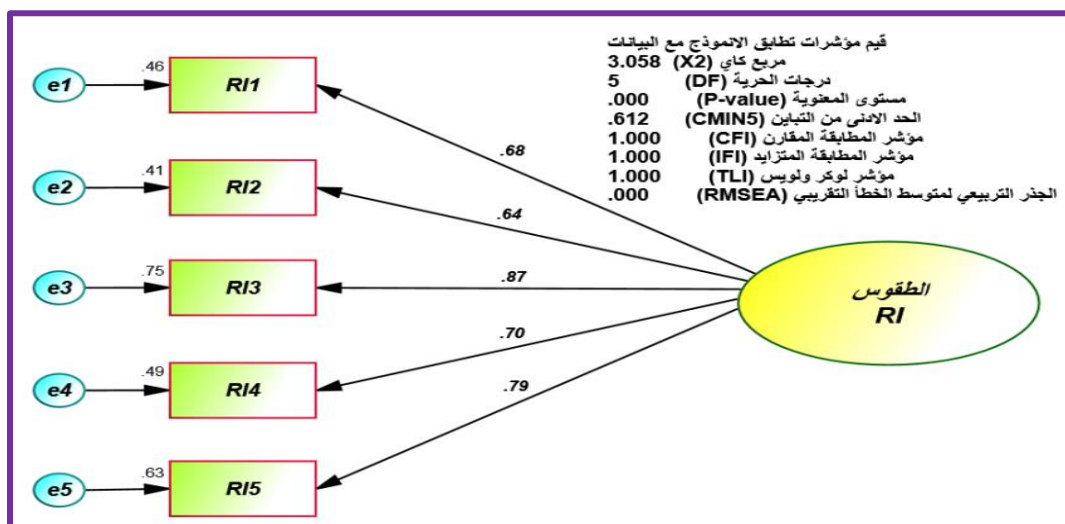 قيم مؤشرات تطابق الانموذج مع البيانات
مربع كاي (X2) 3.058
درجات الحرية (DF) 5
مستوى المعنوية (P-value) .000
الحد الادنى من التباين (CMIN5) .612
مؤشر المطابقة المقارن (CFI) 1.000
مؤشر المطابقة المتزايد (IFI) 1.000
مؤشر لوكر ولويس (TLI) 1.000
الجذر التربيعي لمتوسط الخطأ التقريبي (RMSEA) .000
e1 .46 RI1 .68
e2 .41 RI2 .64
e3 .75 RI3 .87
الطقوس
RI
e4 .49 RI4 .70
e5 .63 RI5 .79